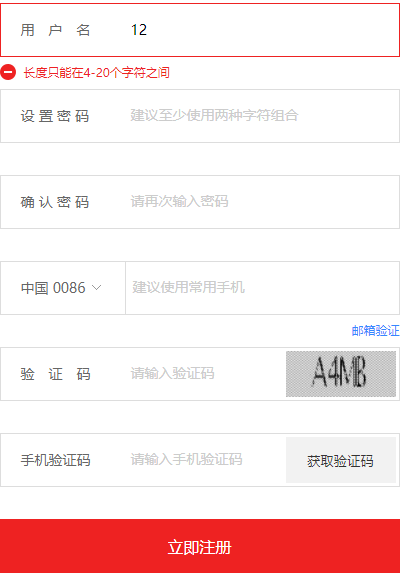 用 户 名 12
长度只能在4-20个字符之间
设 置 密 码 建议至少使用两种字符组合
确 认 密 码 请再次输入密码
中国 0086 建议使用常用手机
邮箱验证
验 证 码 请输入验证码 A4MB
手机验证码 请输入手机验证码 获取验证码
立即注册